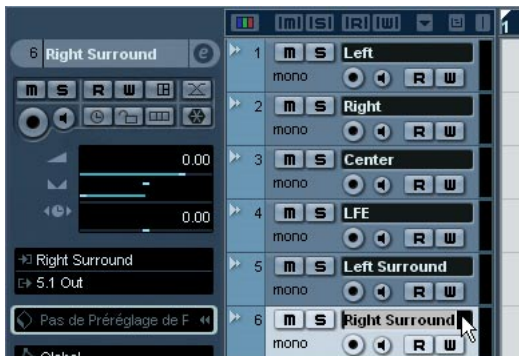 6 Right Surround e
m S R W
0.00
0.00
Right Surround
5.1 Out
Pas de Préréglage de F
[m] [S] [R] [W]
1
1 m S Left
mono R W
2 m S Right
mono R W
3 m S Center
mono R W
4 m S LFE
mono R W
5 m S Left Surround
mono R W
6 m S Right Surround
mono R W